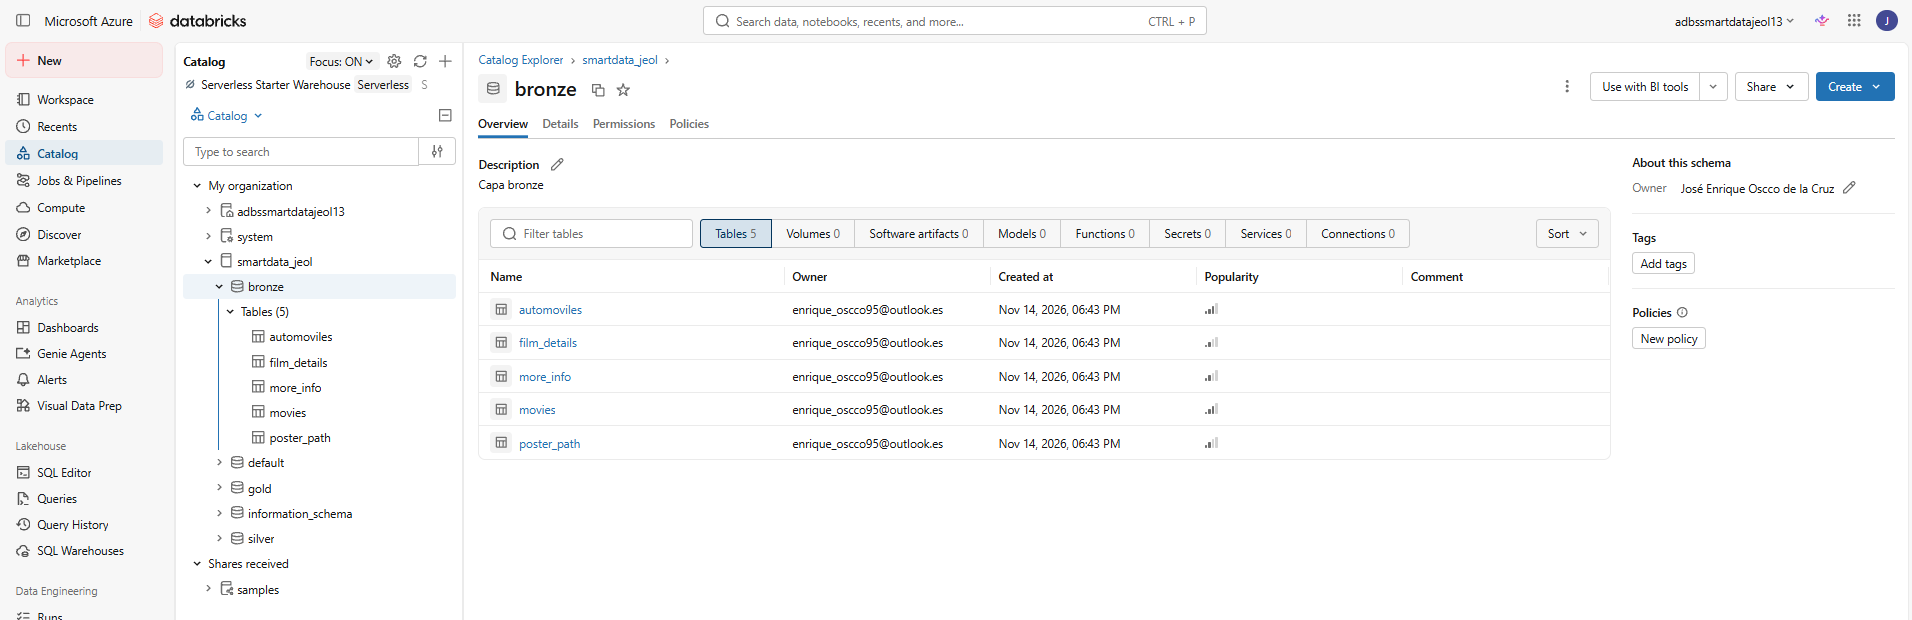 Microsoft Azure databricks
Search data, notebooks, recents, and more... CTRL + P
adbssmartdatajeol13
J
New
Workspace
Recents
Catalog
Jobs & Pipelines
Compute
Discover
Marketplace
Analytics
Dashboards
Genie Agents
Alerts
Visual Data Prep
Lakehouse
SQL Editor
Queries
Query History
SQL Warehouses
Data Engineering
Runs
Catalog Focus: ON
Serverless Starter Warehouse Serverless S
Catalog
Type to search
My organization
adbssmartdatajeol13
system
smartdata_jeol
bronze
Tables (5)
automoviles
film_details
more_info
movies
poster_path
default
gold
information_schema
silver
Shares received
samples
Catalog Explorer › smartdata_jeol ›
bronze
Use with BI tools Share Create
Overview Details Permissions Policies
Description
Capa bronze
Filter tables Tables 5 Volumes 0 Software artifacts 0 Models 0 Functions 0 Secrets 0 Services 0 Connections 0 Sort
Name Owner Created at Popularity Comment
automoviles enrique_oscco95@outlook.es Nov 14, 2026, 06:43 PM
film_details enrique_oscco95@outlook.es Nov 14, 2026, 06:43 PM
more_info enrique_oscco95@outlook.es Nov 14, 2026, 06:43 PM
movies enrique_oscco95@outlook.es Nov 14, 2026, 06:43 PM
poster_path enrique_oscco95@outlook.es Nov 14, 2026, 06:43 PM
About this schema
Owner José Enrique Oscco de la Cruz
Tags
Add tags
Policies
New policy